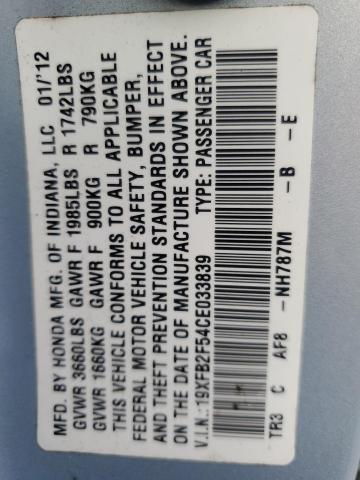 MFD. BY HONDA MFG. OF INDIANA, LLC 01/'12
GVWR 3660LBS GAWR F 1985LBS R 1742LBS
GVWR 1660KG GAWR F 900KG R 790KG
THIS VEHICLE CONFORMS TO ALL APPLICABLE
FEDERAL MOTOR VEHICLE SAFETY, BUMPER,
AND THEFT PREVENTION STANDARDS IN EFFECT
ON THE DATE OF MANUFACTURE SHOWN ABOVE.
V.I.N.:19XFB2F54CE033839 TYPE: PASSENGER CAR
TR3 C AF8 - NH787M - B - E